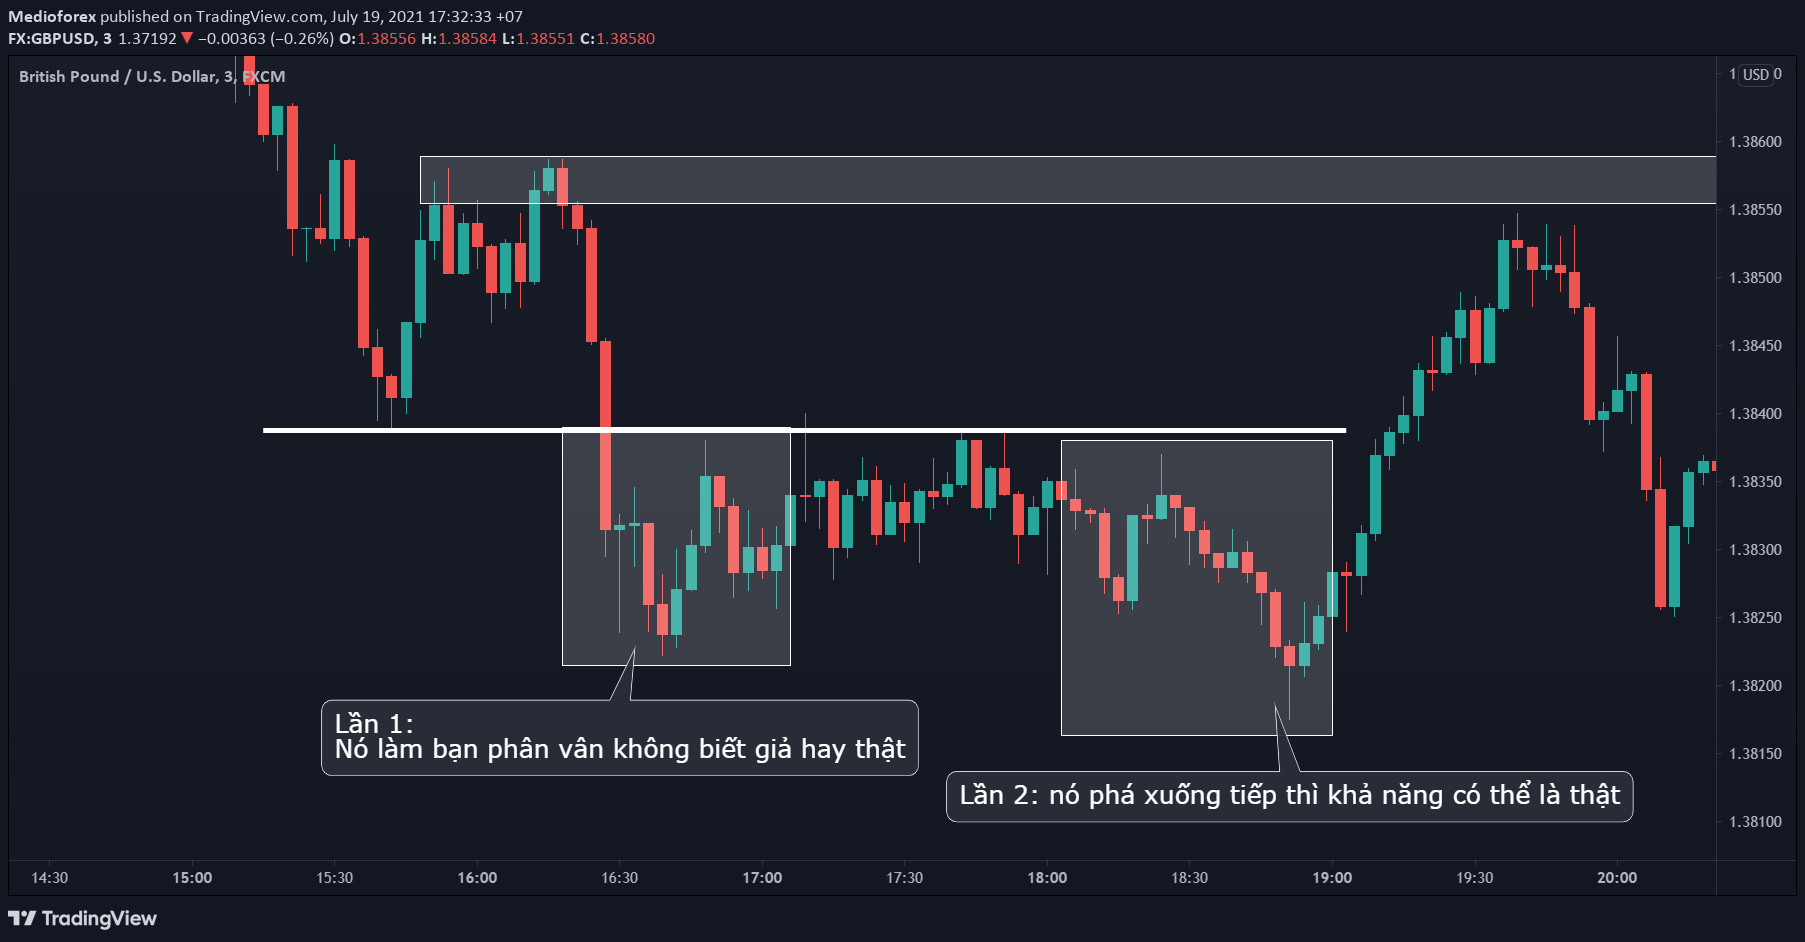 Medioforex published on TradingView.com, July 19, 2021 17:32:33 +07
FX:GBPUSD, 3 1.37192 ▼ −0.00363 (−0.26%) O:1.38556 H:1.38584 L:1.38551 C:1.38580
British Pound / U.S. Dollar, 3, FXCM
USD
1.38600
1.38550
1.38500
1.38450
1.38400
1.38350
1.38300
1.38250
1.38200
1.38150
1.38100
Lần 1:
Nó làm bạn phân vân không biết giả hay thật
Lần 2: nó phá xuống tiếp thì khả năng có thể là thật
14:30 15:00 15:30 16:00 16:30 17:00 17:30 18:00 18:30 19:00 19:30 20:00
TradingView